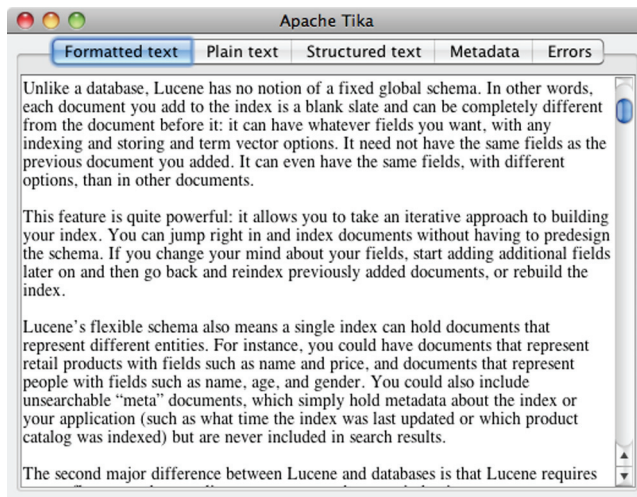 Apache Tika
Formatted text Plain text Structured text Metadata Errors
Unlike a database, Lucene has no notion of a fixed global schema. In other words,
each document you add to the index is a blank slate and can be completely different
from the document before it: it can have whatever fields you want, with any
indexing and storing and term vector options. It need not have the same fields as the
previous document you added. It can even have the same fields, with different
options, than in other documents.
This feature is quite powerful: it allows you to take an iterative approach to building
your index. You can jump right in and index documents without having to predesign
the schema. If you change your mind about your fields, start adding additional fields
later on and then go back and reindex previously added documents, or rebuild the
index.
Lucene’s flexible schema also means a single index can hold documents that
represent different entities. For instance, you could have documents that represent
retail products with fields such as name and price, and documents that represent
people with fields such as name, age, and gender. You could also include
unsearchable “meta” documents, which simply hold metadata about the index or
your application (such as what time the index was last updated or which product
catalog was indexed) but are never included in search results.
The second major difference between Lucene and databases is that Lucene requires